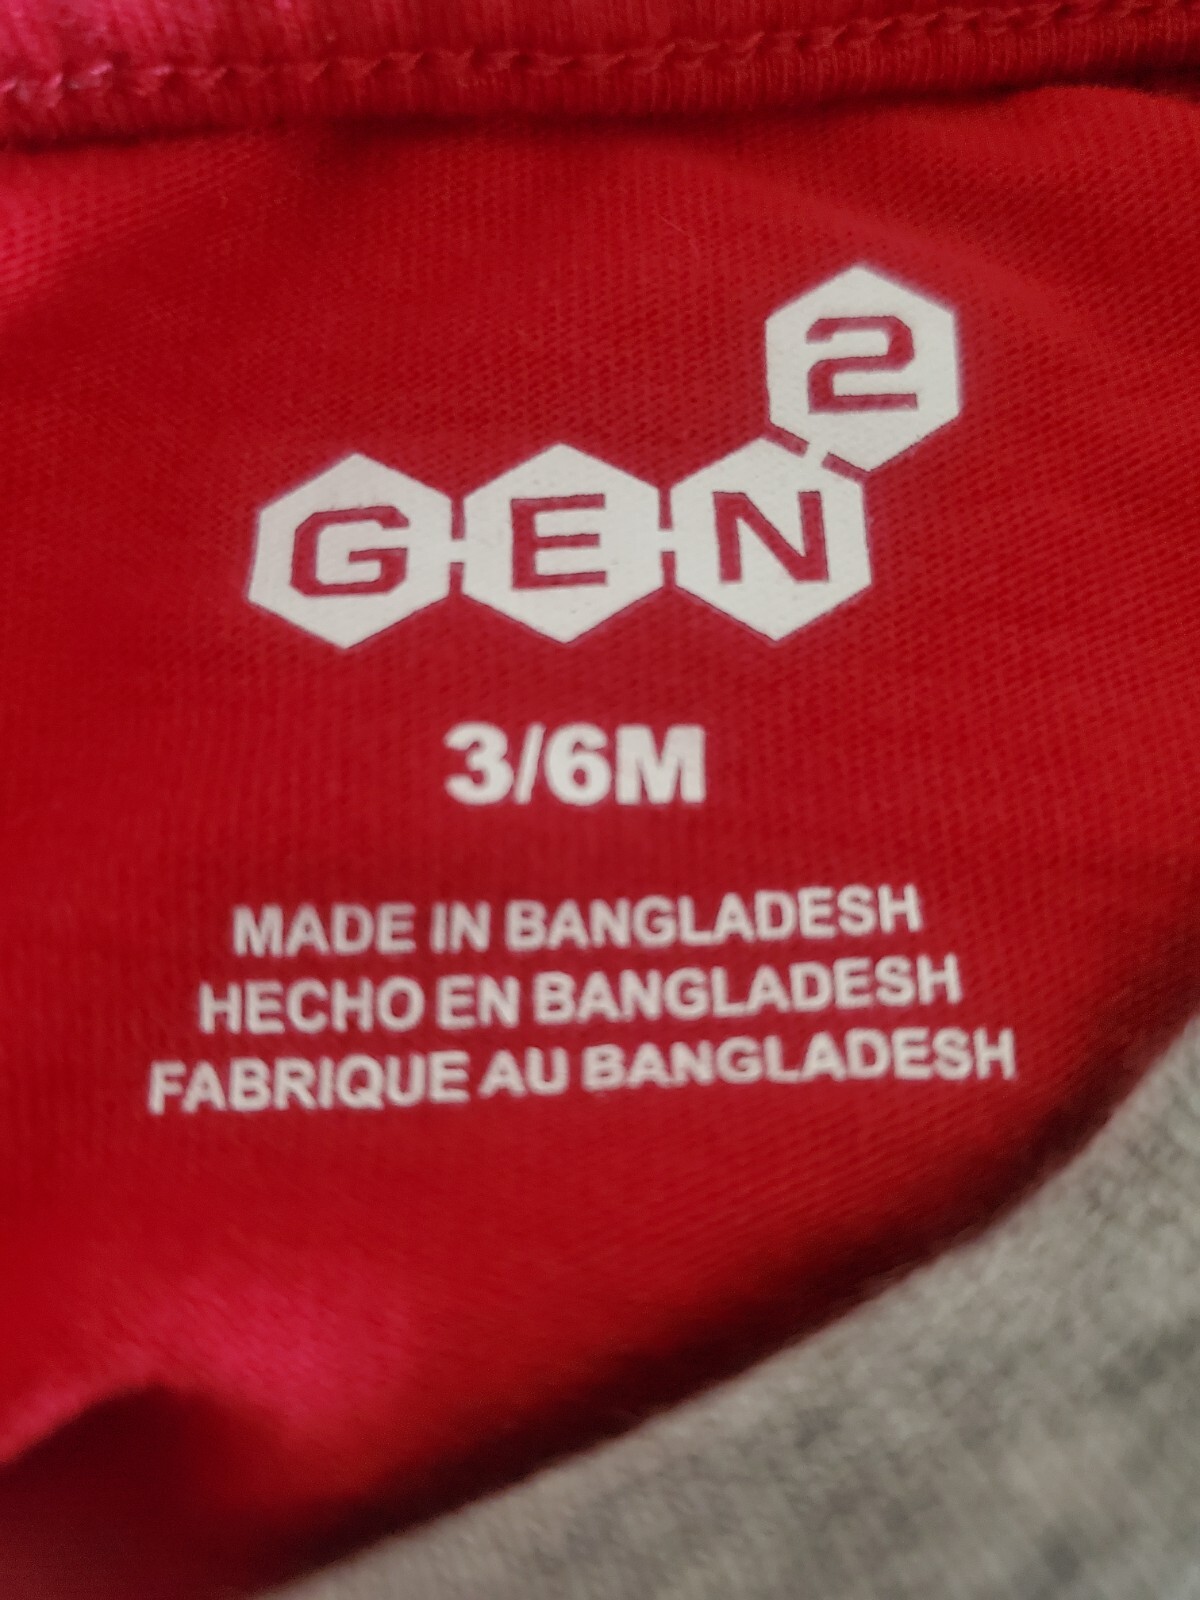 GEN2
3/6M
MADE IN BANGLADESH
HECHO EN BANGLADESH
FABRIQUE AU BANGLADESH